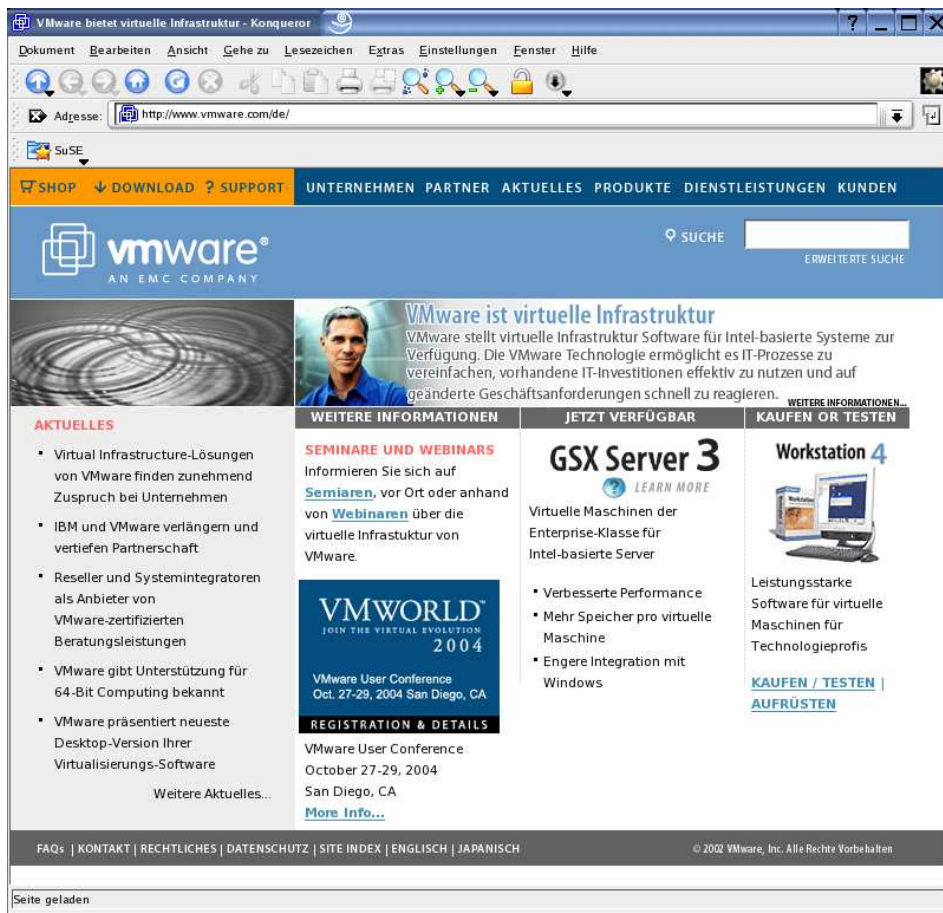 VMware bietet virtuelle Infrastruktur - Konqueror
Dokument Bearbeiten Ansicht Gehe zu Lesezeichen Extras Einstellungen Fenster Hilfe
Adresse: http://www.vmware.com/de/
SuSE
SHOP DOWNLOAD ? SUPPORT UNTERNEHMEN PARTNER AKTUELLES PRODUKTE DIENSTLEISTUNGEN KUNDEN
vmware®
AN EMC COMPANY
SUCHE
ERWEITERTE SUCHE
VMware ist virtuelle Infrastruktur
VMware stellt virtuelle Infrastruktur Software für Intel-basierte Systeme zur
Verfügung. Die VMware Technologie ermöglicht es IT-Prozesse zu
vereinfachen, vorhandene IT-Investitionen effektiv zu nutzen und auf
geänderte Geschäftsanforderungen schnell zu reagieren.
WEITERE INFORMATIONEN...
AKTUELLES
▪ Virtual Infrastructure-Lösungen
von VMware finden zunehmend
Zuspruch bei Unternehmen
▪ IBM und VMware verlängern und
vertiefen Partnerschaft
▪ Reseller und Systemintegratoren
als Anbieter von
VMware-zertifizierten
Beratungsleistungen
▪ VMware gibt Unterstützung für
64-Bit Computing bekannt
▪ VMware präsentiert neueste
Desktop-Version Ihrer
Virtualisierungs-Software
Weitere Aktuelles...
WEITERE INFORMATIONEN
SEMINARE UND WEBINARS
Informieren Sie sich auf
Semiaren, vor Ort oder anhand
von Webinaren über die
virtuelle Infrastuktur von
VMware.
VMWORLD™
JOIN THE VIRTUAL EVOLUTION
2004
VMware User Conference
Oct. 27-29, 2004 San Diego, CA
REGISTRATION & DETAILS
VMware User Conference
October 27-29, 2004
San Diego, CA
More Info...
JETZT VERFÜGBAR
GSX Server 3
? LEARN MORE
Virtuelle Maschinen der
Enterprise-Klasse für
Intel-basierte Server
▪ Verbesserte Performance
▪ Mehr Speicher pro virtuelle
Maschine
▪ Engere Integration mit
Windows
KAUFEN OR TESTEN
Workstation 4
Leistungsstarke
Software für virtuelle
Maschinen für
Technologieprofis
KAUFEN / TESTEN |
AUFRÜSTEN
FAQs | KONTAKT | RECHTLICHES | DATENSCHUTZ | SITE INDEX | ENGLISCH | JAPANISCH
© 2002 VMware, Inc. Alle Rechte Vorbehalten
Seite geladen